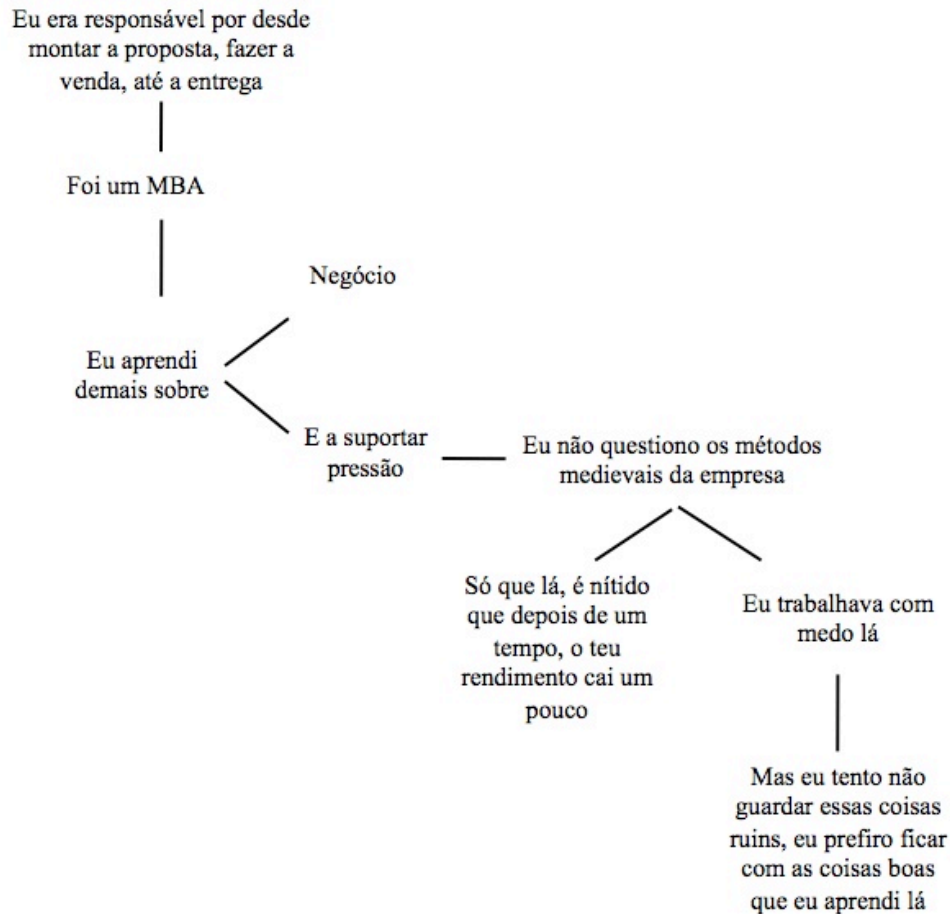 Eu era responsável por desde
montar a proposta, fazer a
venda, até a entrega
Foi um MBA
Negócio
Eu aprendi
demais sobre
E a suportar
pressão
Eu não questiono os métodos
medievais da empresa
Só que lá, é nítido
que depois de um
tempo, o teu
rendimento cai um
pouco
Eu trabalhava com
medo lá
Mas eu tento não
guardar essas coisas
ruins, eu prefiro ficar
com as coisas boas
que eu aprendi lá